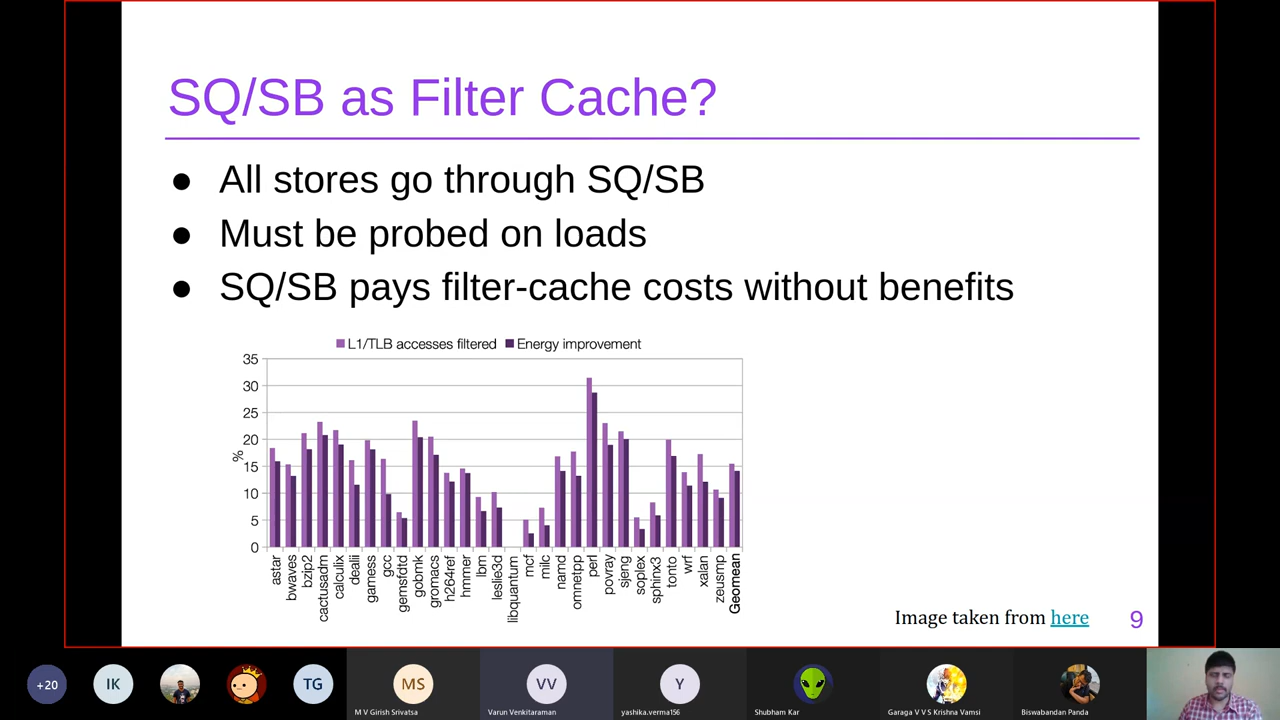 SQ/SB as Filter Cache?
● All stores go through SQ/SB
● Must be probed on loads
● SQ/SB pays filter-cache costs without benefits
L1/TLB accesses filtered Energy improvement
35
30
25
20
15
10
5
0
%
astar
bwaves
bzip2
cactusadm
calculix
dealii
gamess
gcc
gemsfdtd
gobmk
gromacs
h264ref
hmmer
lbm
leslie3d
libquantum
mcf
milc
namd
omnetpp
perl
povray
sjeng
soplex
sphinx3
tonto
wrf
xalan
zeusmp
Geomean
Image taken from here
9
+20
IK
TG
MS
VV
Y
M V Girish Srivatsa
Varun Venkitaraman
yashika.verma156
Shubham Kar
Garaga V V S Krishna Vamsi
Biswabandan Panda